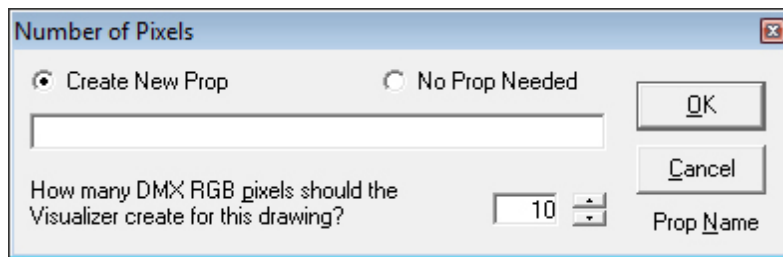 Number of Pixels
Create New Prop
No Prop Needed
OK
Cancel
How many DMX RGB pixels should the
Visualizer create for this drawing?
10
Prop Name